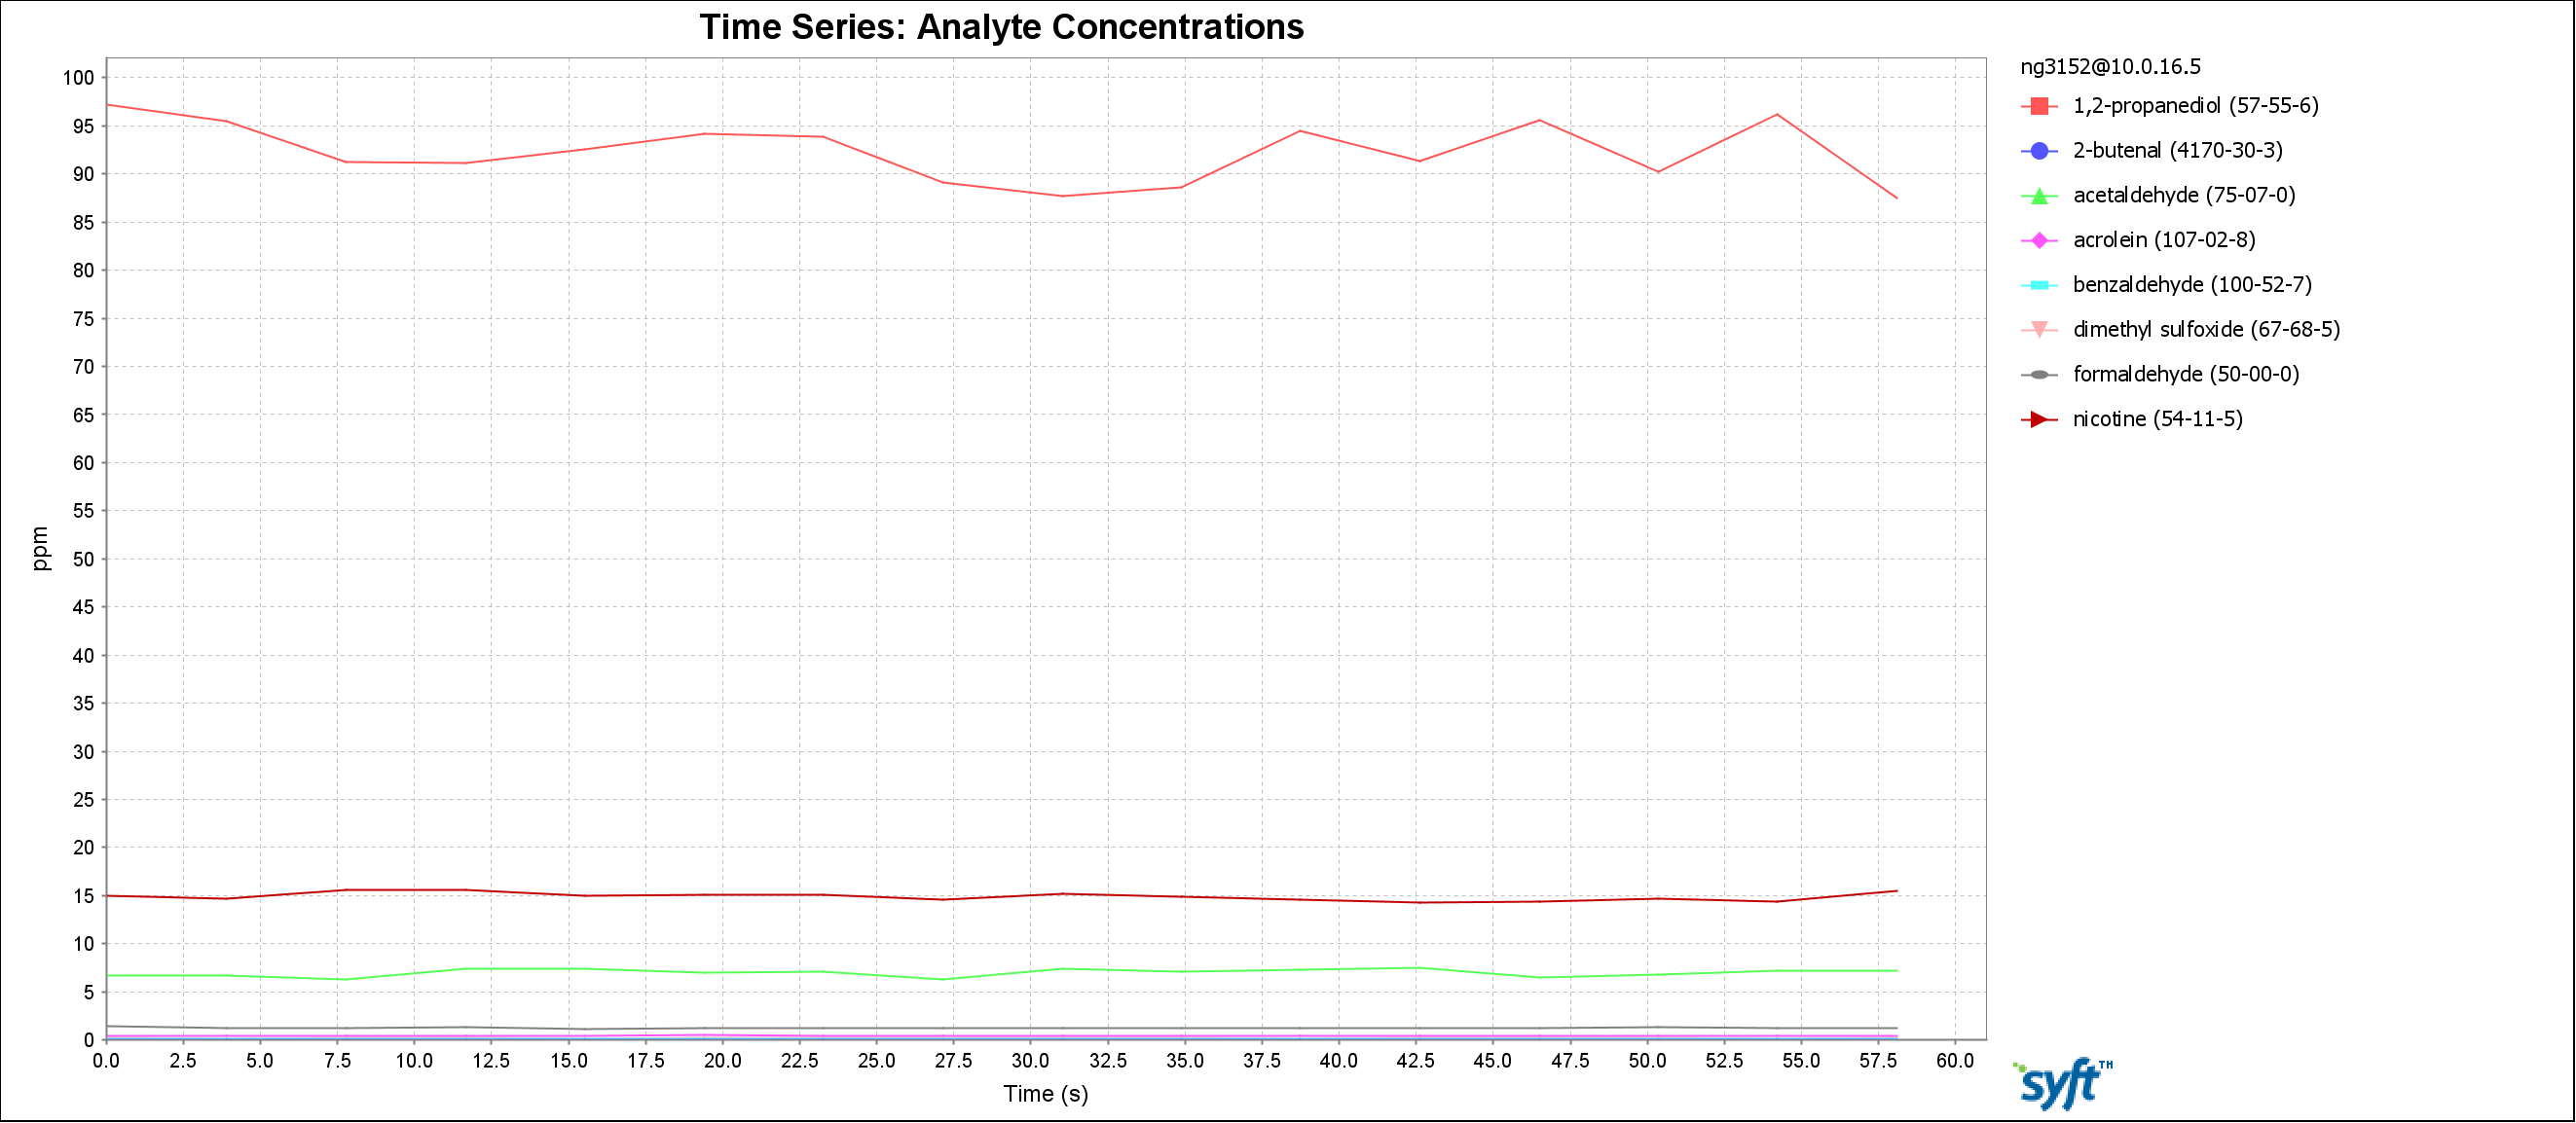 Time Series: Analyte Concentrations
ng3152@10.0.16.5
1,2-propanediol (57-55-6)
2-butenal (4170-30-3)
acetaldehyde (75-07-0)
acrolein (107-02-8)
benzaldehyde (100-52-7)
dimethyl sulfoxide (67-68-5)
formaldehyde (50-00-0)
nicotine (54-11-5)
100
95
90
85
80
75
70
65
60
55
50
45
40
35
30
25
20
15
10
5
0
ppm
0.0 2.5 5.0 7.5 10.0 12.5 15.0 17.5 20.0 22.5 25.0 27.5 30.0 32.5 35.0 37.5 40.0 42.5 45.0 47.5 50.0 52.5 55.0 57.5 60.0
Time (s)
syft™